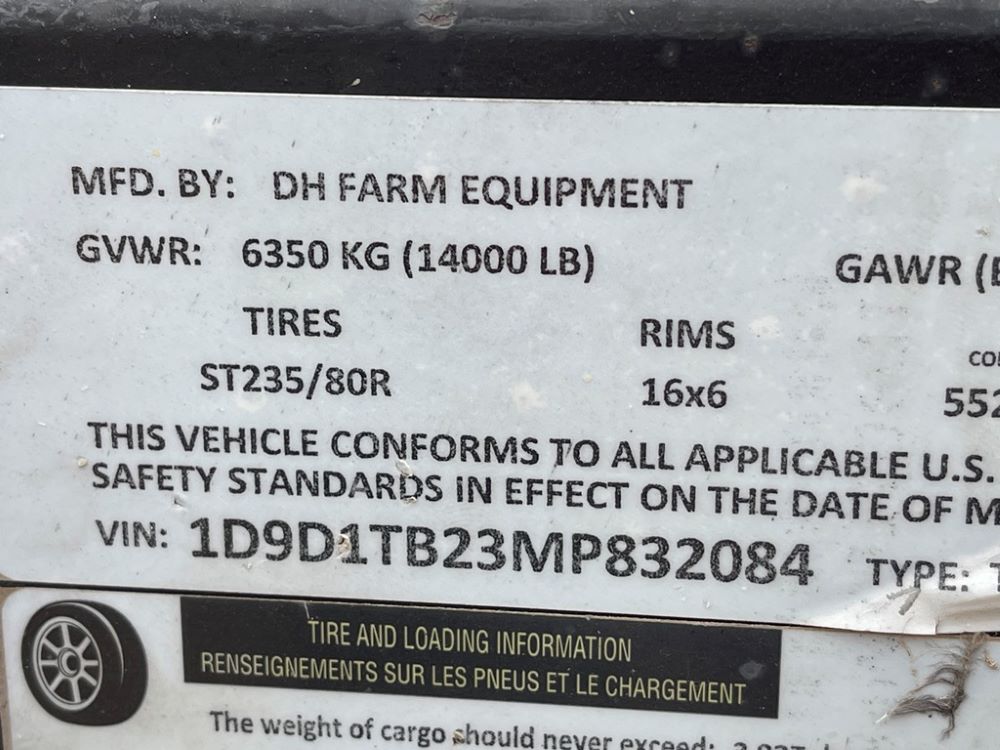 MFD. BY: DH FARM EQUIPMENT
GVWR: 6350 KG (14000 LB) GAWR
TIRES RIMS
ST235/80R 16x6
THIS VEHICLE CONFORMS TO ALL APPLICABLE U.S.
SAFETY STANDARDS IN EFFECT ON THE DATE OF
VIN: 1D9D1TB23MP832084 TYPE:
TIRE AND LOADING INFORMATION
RENSEIGNEMENTS SUR LES PNEUS ET LE CHARGEMENT
The weight of cargo should never exceed: